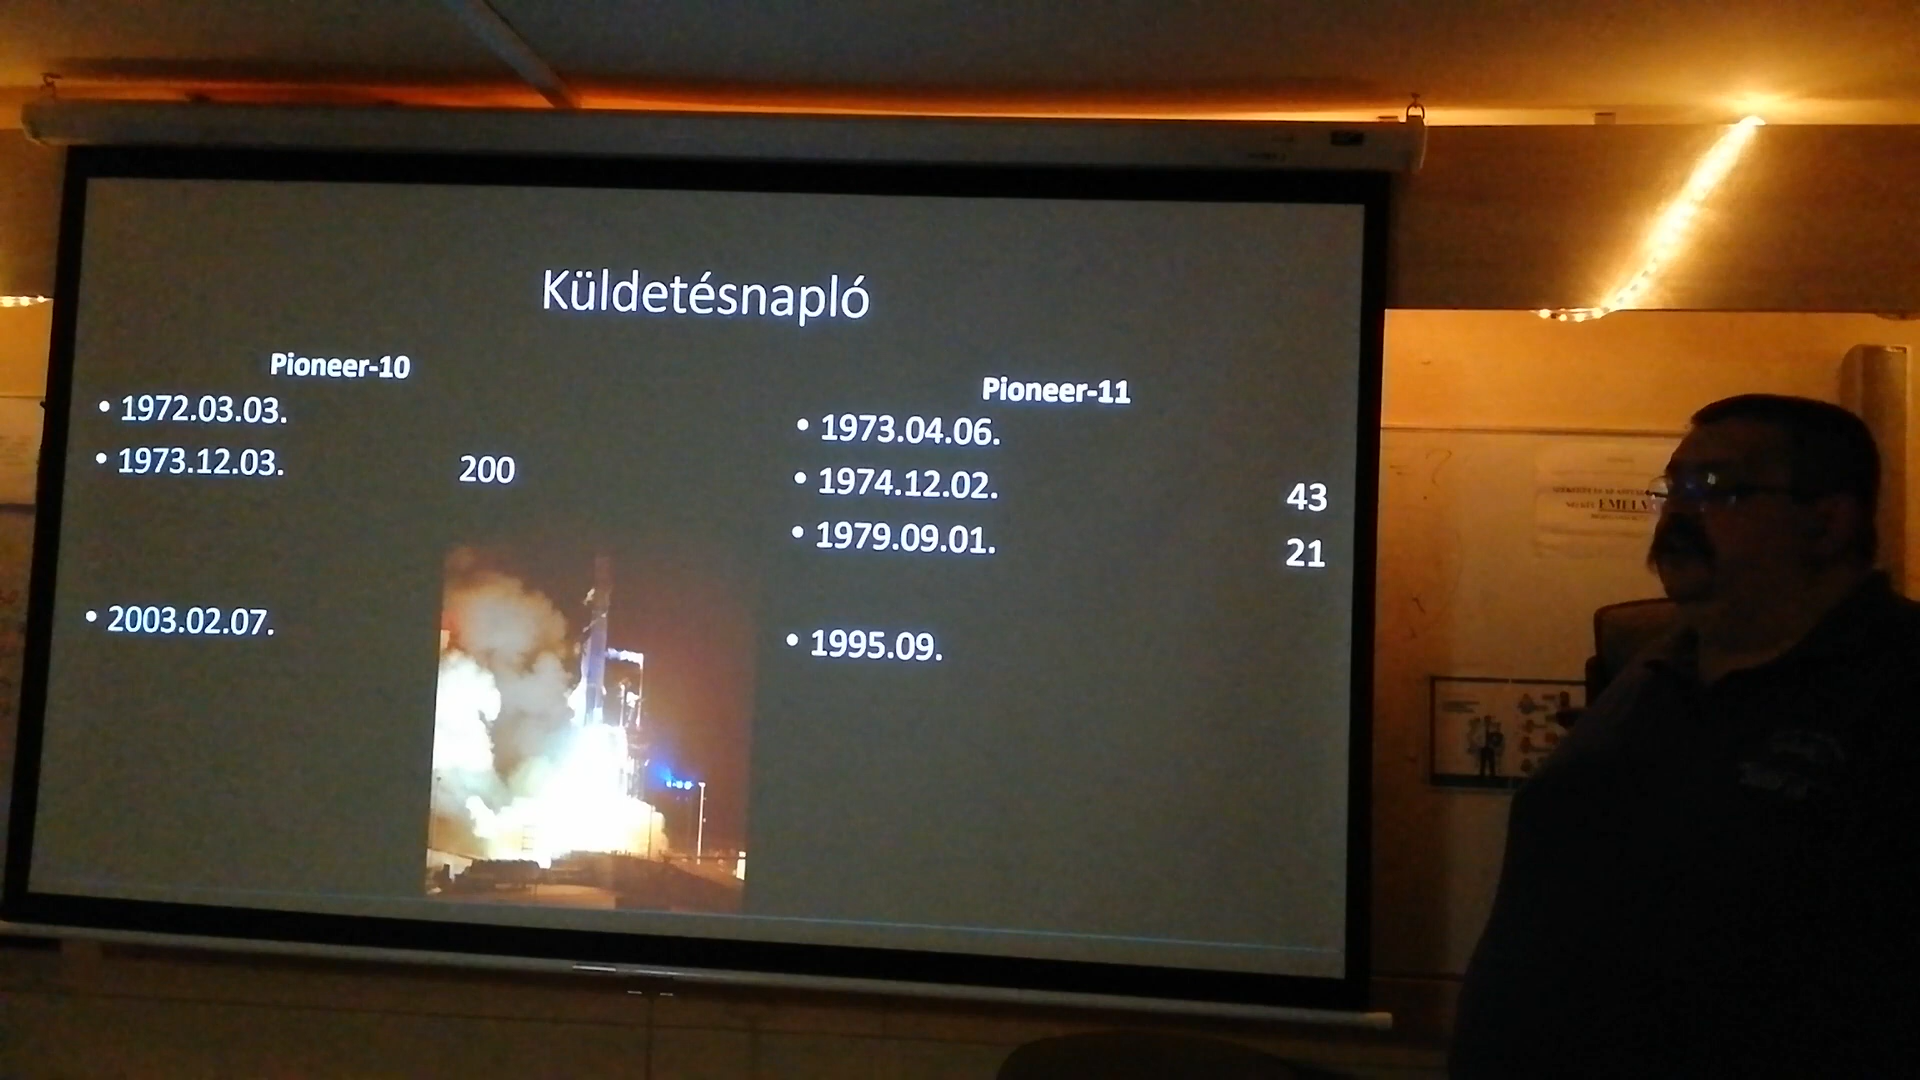 Küldetésnapló
Pioneer-10
• 1972.03.03.
• 1973.12.03. 200
• 2003.02.07.
Pioneer-11
• 1973.04.06.
• 1974.12.02. 43
• 1979.09.01. 21
• 1995.09.